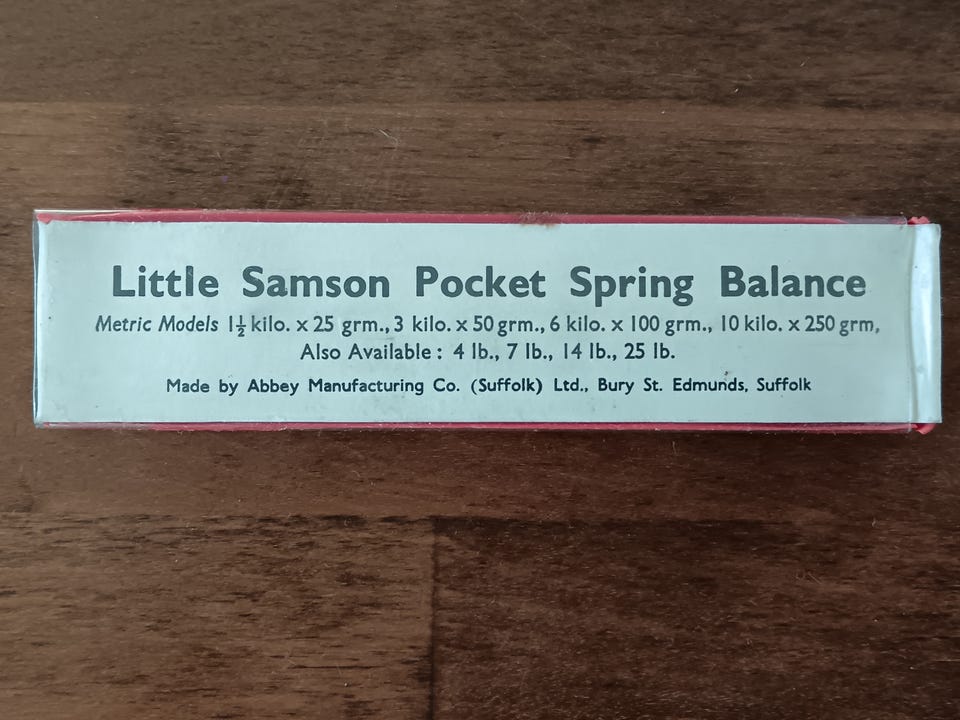 Little Samson Pocket Spring Balance
Metric Models 1½ kilo. x 25 grm., 3 kilo. x 50 grm., 6 kilo. x 100 grm., 10 kilo. x 250 grm,
Also Available : 4 lb., 7 lb., 14 lb., 25 lb.
Made by Abbey Manufacturing Co. (Suffolk) Ltd., Bury St. Edmunds, Suffolk